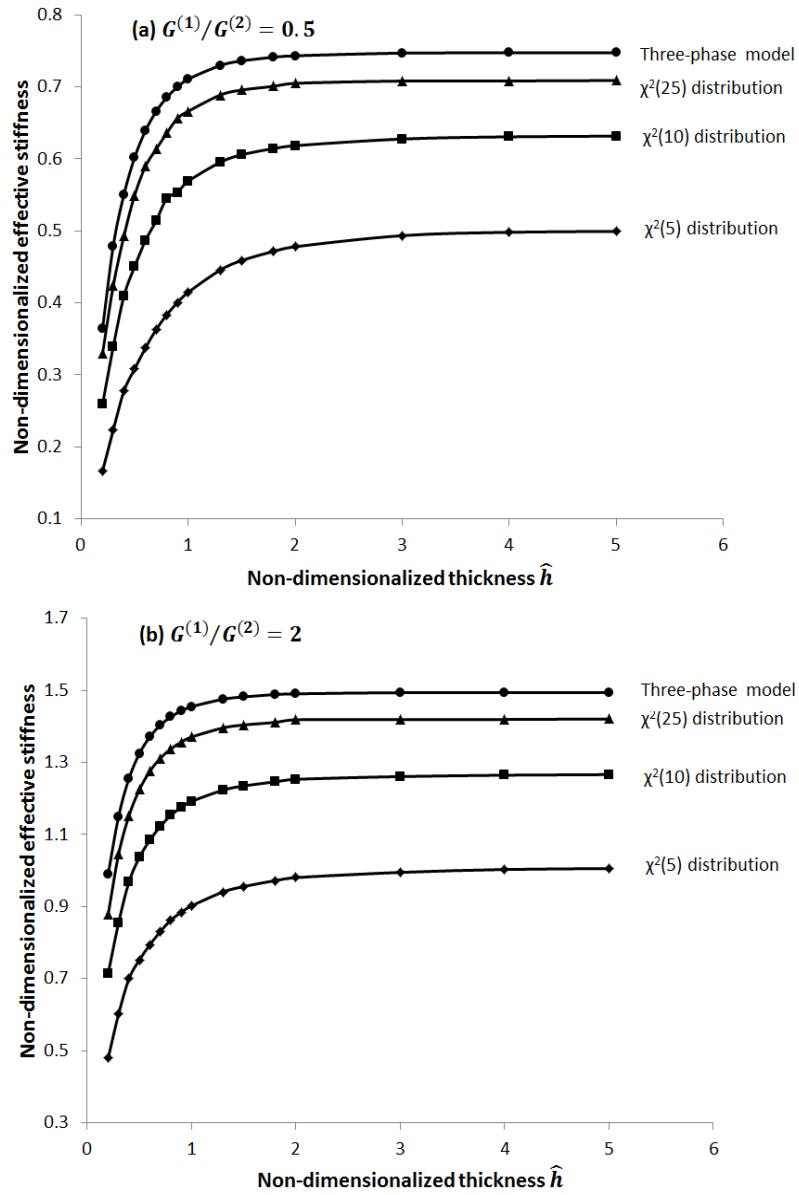 (a) G^(1)/G^(2) = 0.5
0.8
0.7
0.6
0.5
0.4
0.3
0.2
0.1
Non-dimensionalized effective stiffness
Three-phase model
χ²(25) distribution
χ²(10) distribution
χ²(5) distribution
0 1 2 3 4 5 6
Non-dimensionalized thickness ĥ
(b) G^(1)/G^(2) = 2
1.7
1.5
1.3
1.1
0.9
0.7
0.5
0.3
Non-dimensionalized effective stiffness
Three-phase model
χ²(25) distribution
χ²(10) distribution
χ²(5) distribution
0 1 2 3 4 5 6
Non-dimensionalized thickness ĥ